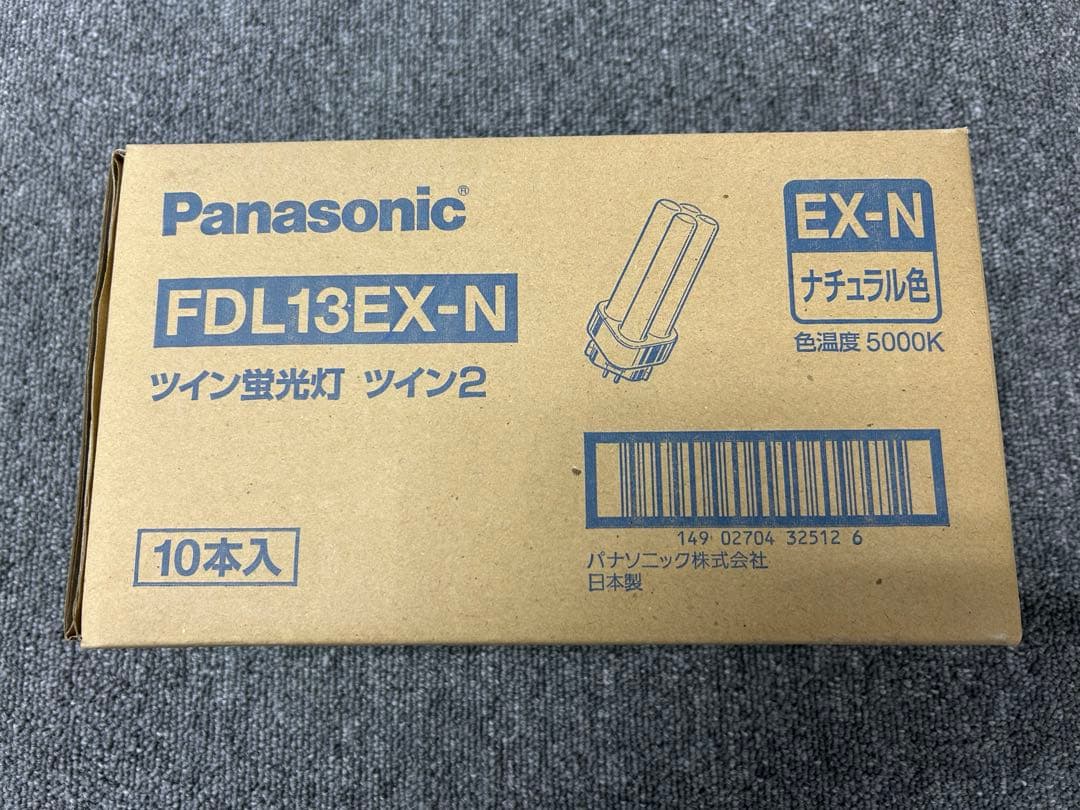 Panasonic®
FDL13EX-N
ツイン蛍光灯 ツイン2
EX-N
ナチュラル色
色温度 5000K
149 02704 32512 6
パナソニック株式会社
日本製
10本入